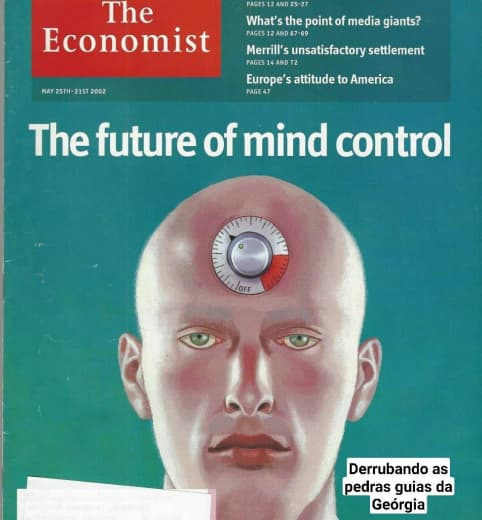 The
Economist
MAY 25TH-31ST 2002
PAGES 12 AND 25-27
What's the point of media giants?
PAGES 12 AND 67-69
Merrill's unsatisfactory settlement
PAGES 14 AND 72
Europe's attitude to America
PAGE 47
The future of mind control
OFF
Derrubando as
pedras guias da
Geórgia